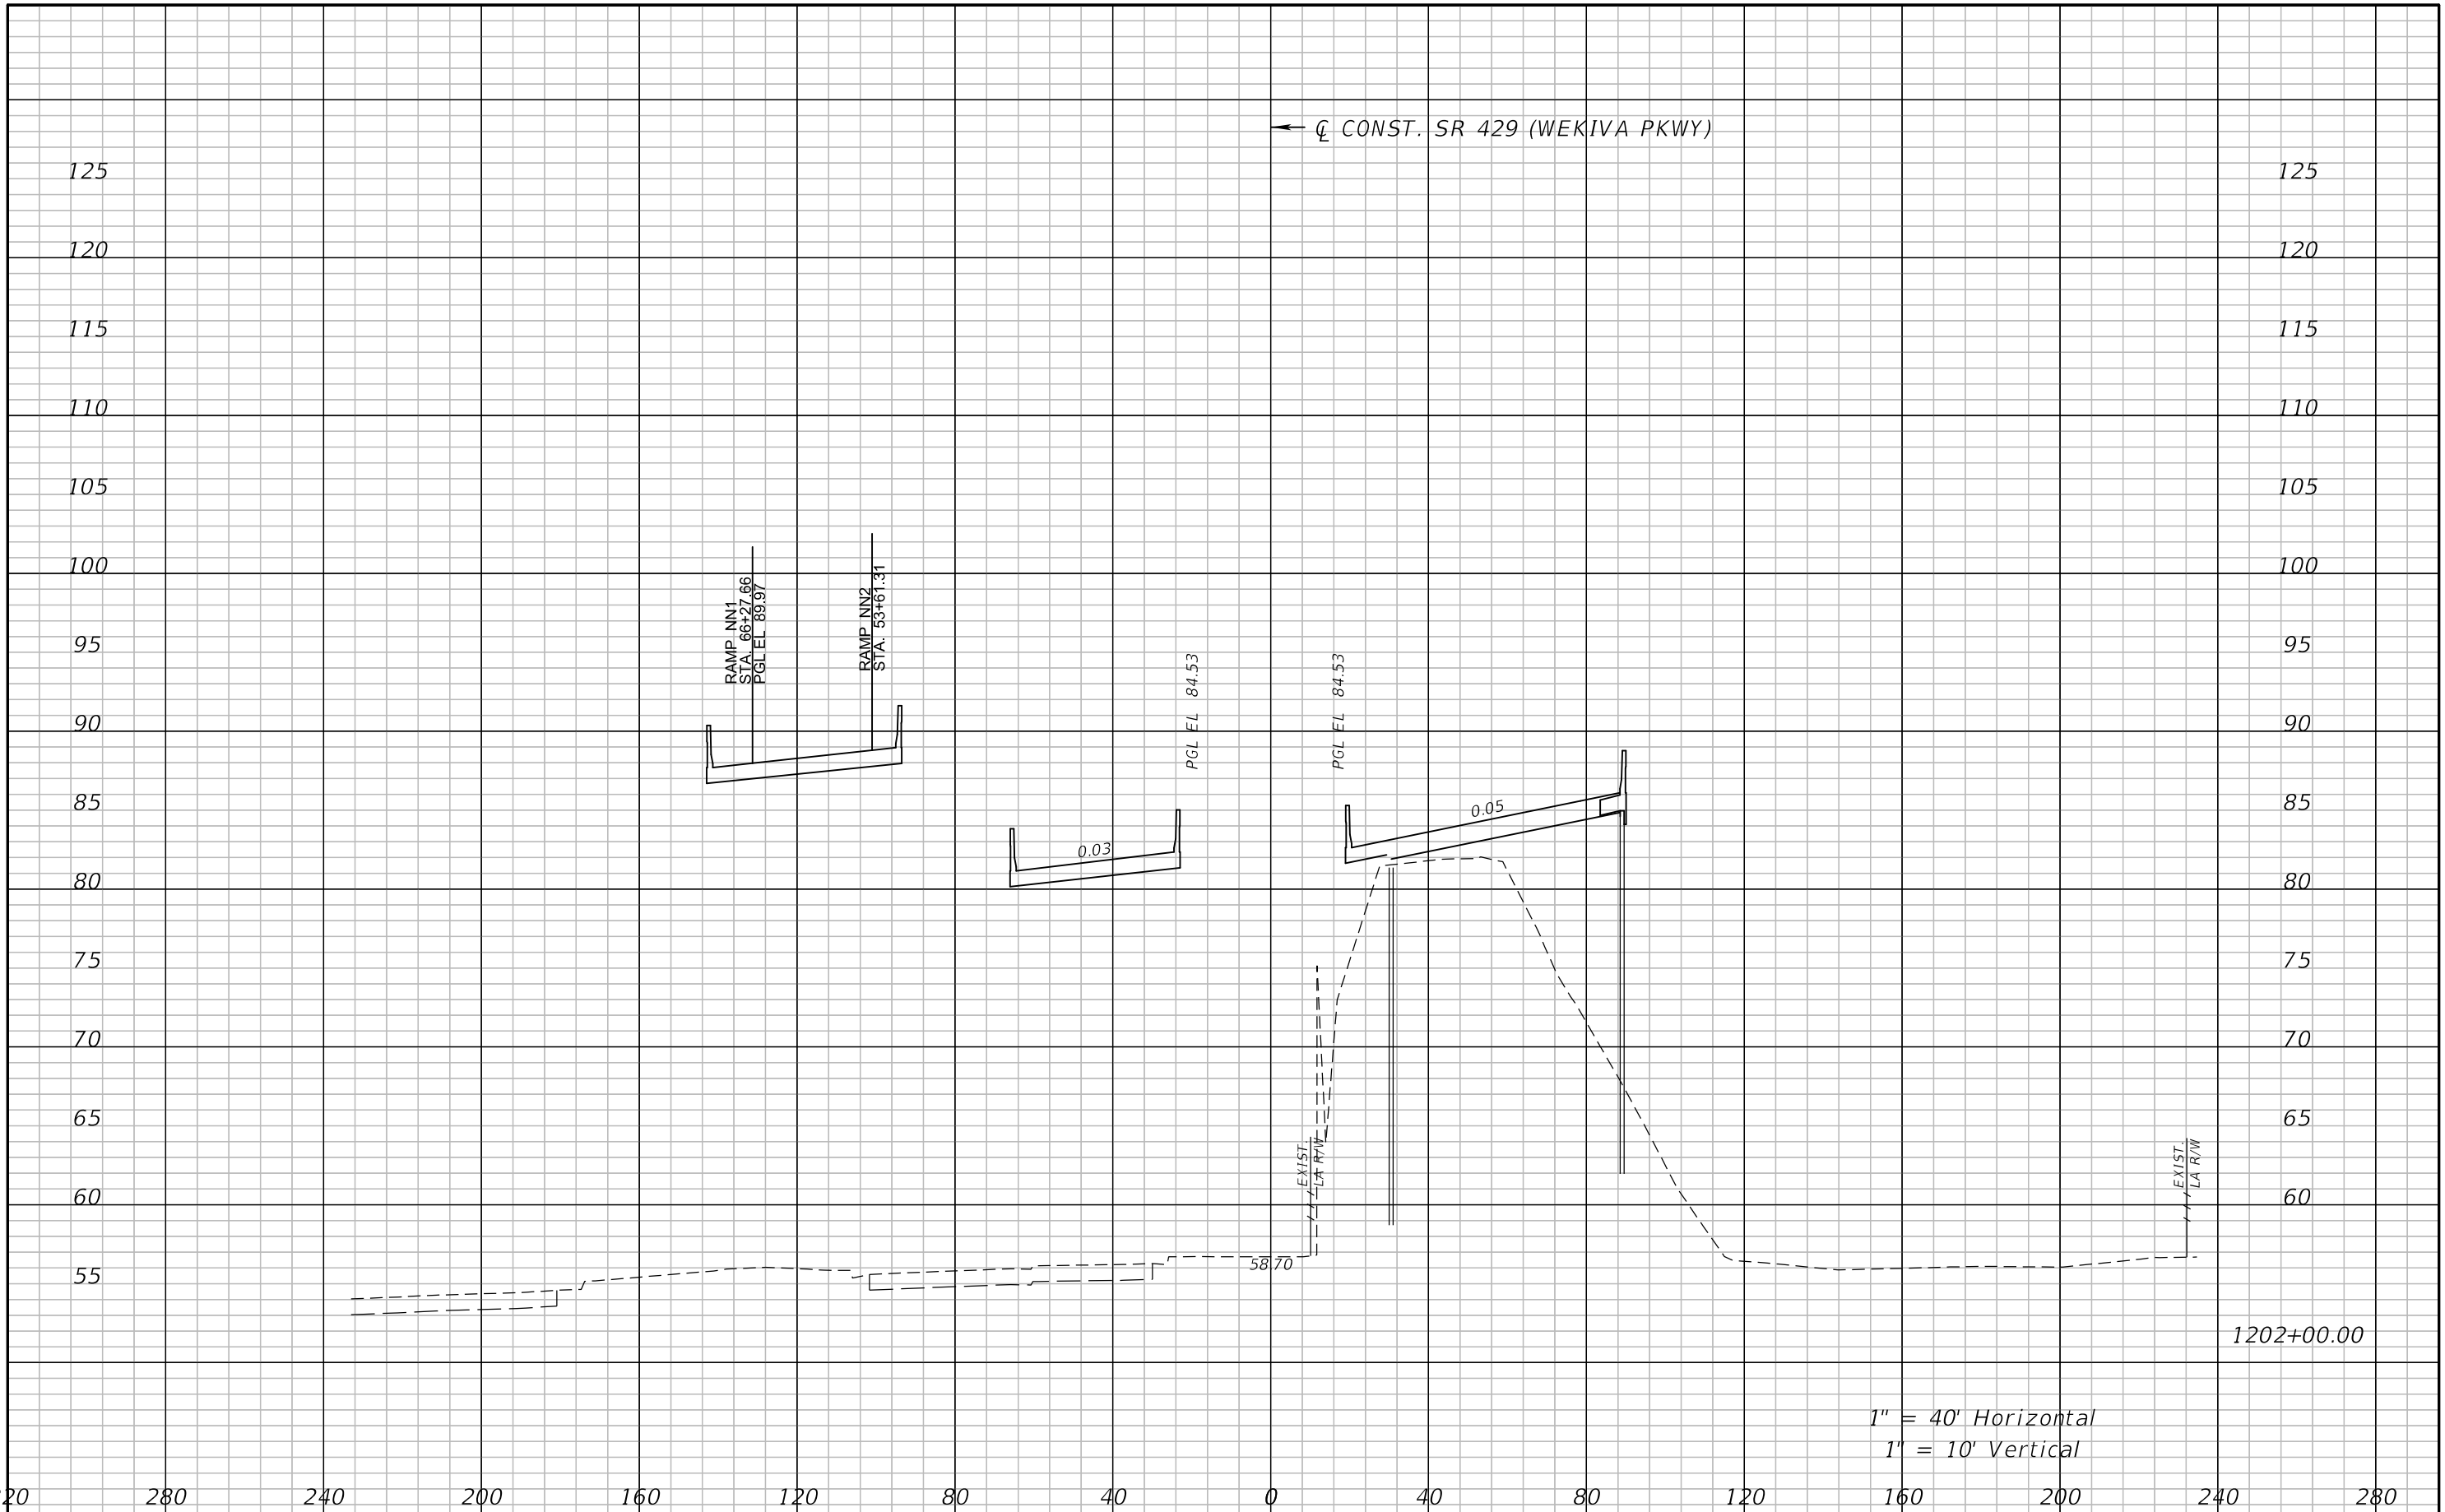 ℄ CONST. SR 429 (WEKIVA PKWY)
125 125
120 120
115 115
110 110
105 105
100 100
RAMP NN1
STA. 66+27.66
PGL EL 89.97
RAMP NN2
STA. 53+61.31
95 95
PGL EL 84.53
PGL EL 84.53
90 90
85 85
0.05
0.03
80 80
75 75
70 70
65 65
EXIST.
LA R/W
EXIST.
LA R/W
60 60
58.70
55
1202+00.00
1" = 40' Horizontal
1" = 10' Vertical
20 280 240 200 160 120 80 40 0 40 80 120 160 200 240 280